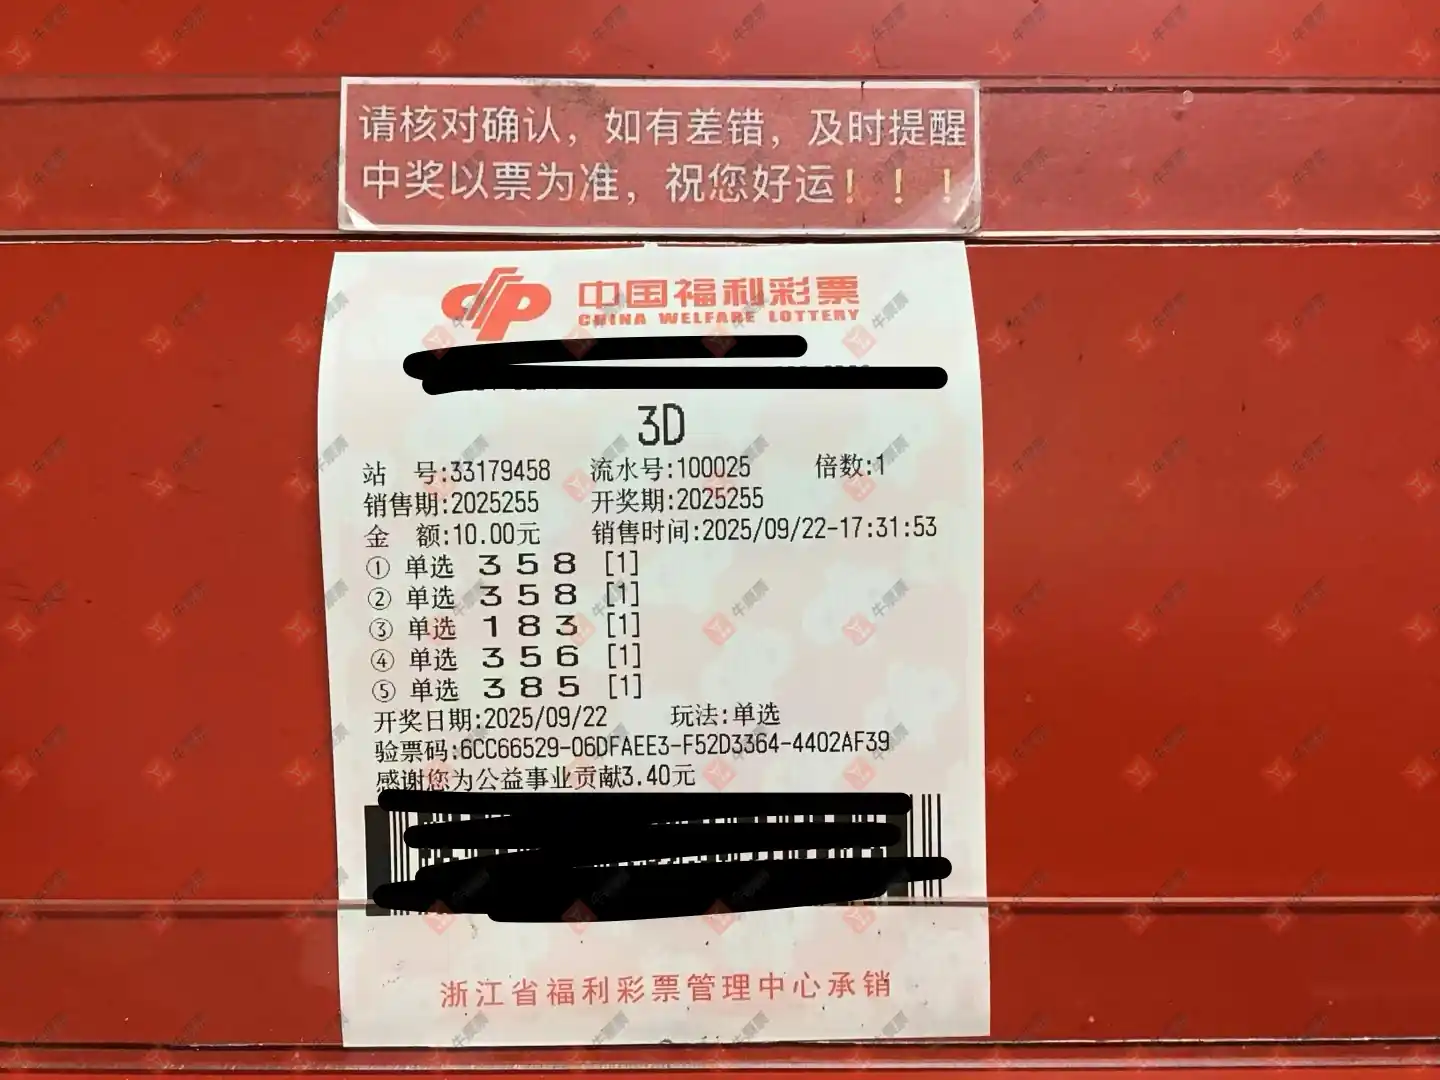 请核对确认，如有差错，及时提醒
中奖以票为准，祝您好运！！！
中国福利彩票
CHINA WELFARE LOTTERY
3D
站 号:33179458 流水号:100025 倍数:1
销售期:2025255 开奖期:2025255
金 额:10.00元 销售时间:2025/09/22-17:31:53
① 单选 3 5 8 [1]
② 单选 3 5 8 [1]
③ 单选 1 8 3 [1]
④ 单选 3 5 6 [1]
⑤ 单选 3 8 5 [1]
开奖日期:2025/09/22 玩法:单选
验票码:6CC66529-06DFAEE3-F52D3364-4402AF39
感谢您为公益事业贡献3.40元
浙江省福利彩票管理中心承销